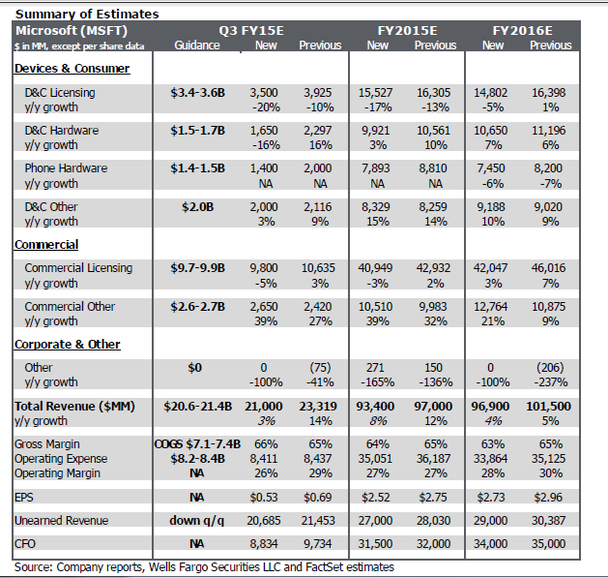 Summary of Estimates
Microsoft (MSFT) Q3 FY15E FY2015E FY2016E
$ in MM, except per share data Guidance New Previous New Previous New Previous
Devices & Consumer
D&C Licensing $3.4-3.6B 3,500 3,925 15,527 16,305 14,802 16,398
y/y growth -20% -10% -17% -13% -5% 1%
D&C Hardware $1.5-1.7B 1,650 2,297 9,921 10,561 10,650 11,196
y/y growth -16% 16% 3% 10% 7% 6%
Phone Hardware $1.4-1.5B 1,400 2,000 7,893 8,810 7,450 8,200
y/y growth NA NA NA NA -6% -7%
D&C Other $2.0B 2,000 2,116 8,329 8,259 9,188 9,020
y/y growth 3% 9% 15% 14% 10% 9%
Commercial
Commercial Licensing $9.7-9.9B 9,800 10,635 40,949 42,932 42,047 46,016
y/y growth -5% 3% -3% 2% 3% 7%
Commercial Other $2.6-2.7B 2,650 2,420 10,510 9,983 12,764 10,875
y/y growth 39% 27% 39% 32% 21% 9%
Corporate & Other
Other $0 0 (75) 271 150 0 (206)
y/y growth -100% -41% -165% -136% -100% -237%
Total Revenue ($MM) $20.6-21.4B 21,000 23,319 93,400 97,000 96,900 101,500
y/y growth 3% 14% 8% 12% 4% 5%
Gross Margin COGS $7.1-7.4B 66% 65% 64% 65% 63% 65%
Operating Expense $8.2-8.4B 8,411 8,437 35,051 36,187 33,864 35,125
Operating Margin NA 26% 29% 27% 27% 28% 30%
EPS NA $0.53 $0.69 $2.52 $2.75 $2.73 $2.96
Unearned Revenue down q/q 20,685 21,453 27,000 28,030 29,000 30,387
CFO NA 8,834 9,734 31,500 32,000 34,000 35,000
Source: Company reports, Wells Fargo Securities LLC and FactSet estimates